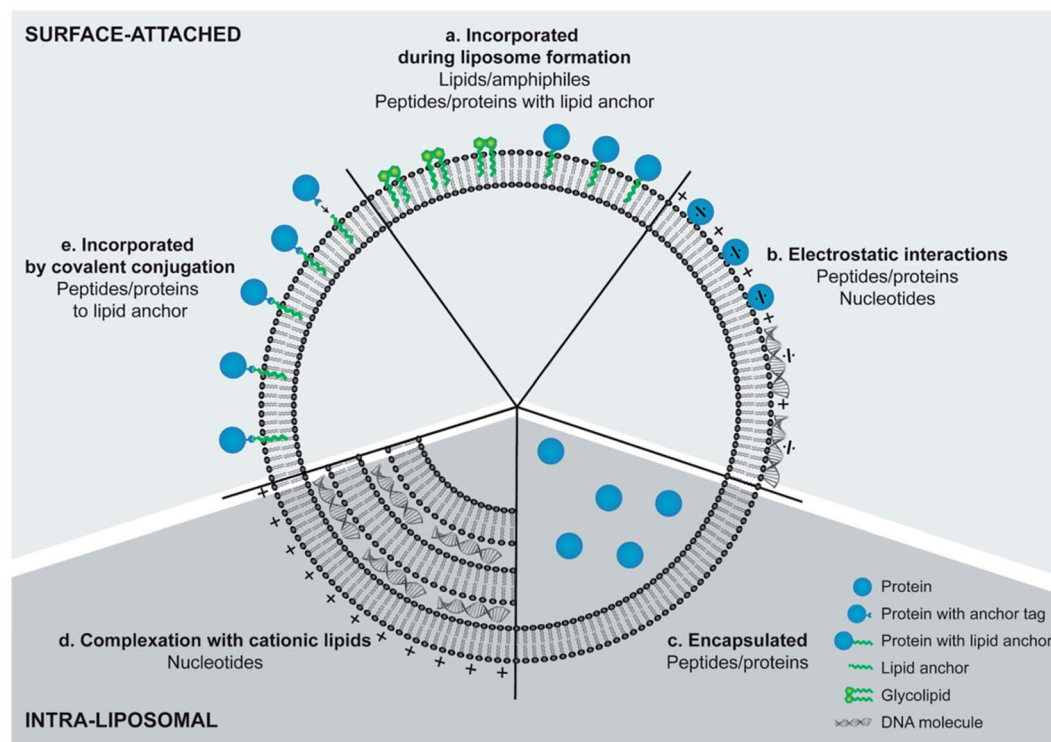 SURFACE-ATTACHED
a. Incorporated
during liposome formation
Lipids/amphiphiles
Peptides/proteins with lipid anchor
e. Incorporated
by covalent conjugation
Peptides/proteins
to lipid anchor
b. Electrostatic interactions
Peptides/proteins
Nucleotides
d. Complexation with cationic lipids
Nucleotides
c. Encapsulated
Peptides/proteins
Protein
Protein with anchor tag
Protein with lipid anchor
Lipid anchor
Glycolipid
DNA molecule
INTRA-LIPOSOMAL